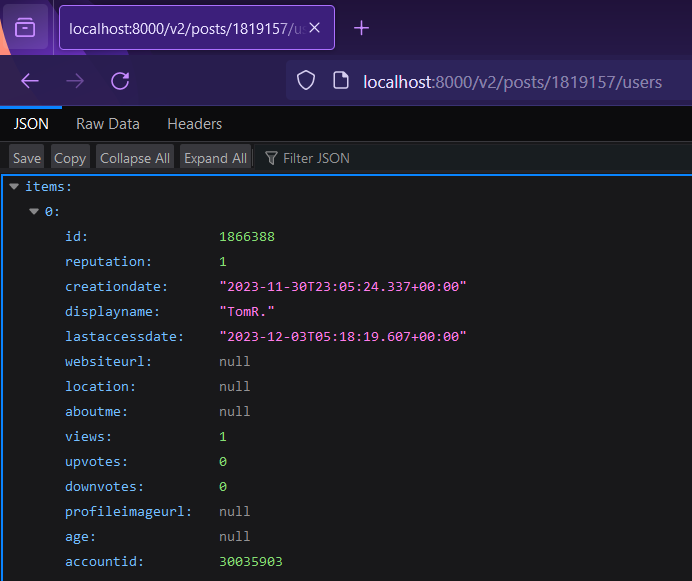 localhost:8000/v2/posts/1819157/us
localhost:8000/v2/posts/1819157/users
JSON Raw Data Headers
Save Copy Collapse All Expand All Filter JSON
items:
0:
id: 1866388
reputation: 1
creationdate: "2023-11-30T23:05:24.337+00:00"
displayname: "TomR."
lastaccessdate: "2023-12-03T05:18:19.607+00:00"
websiteurl: null
location: null
aboutme: null
views: 1
upvotes: 0
downvotes: 0
profileimageurl: null
age: null
accountid: 30035903